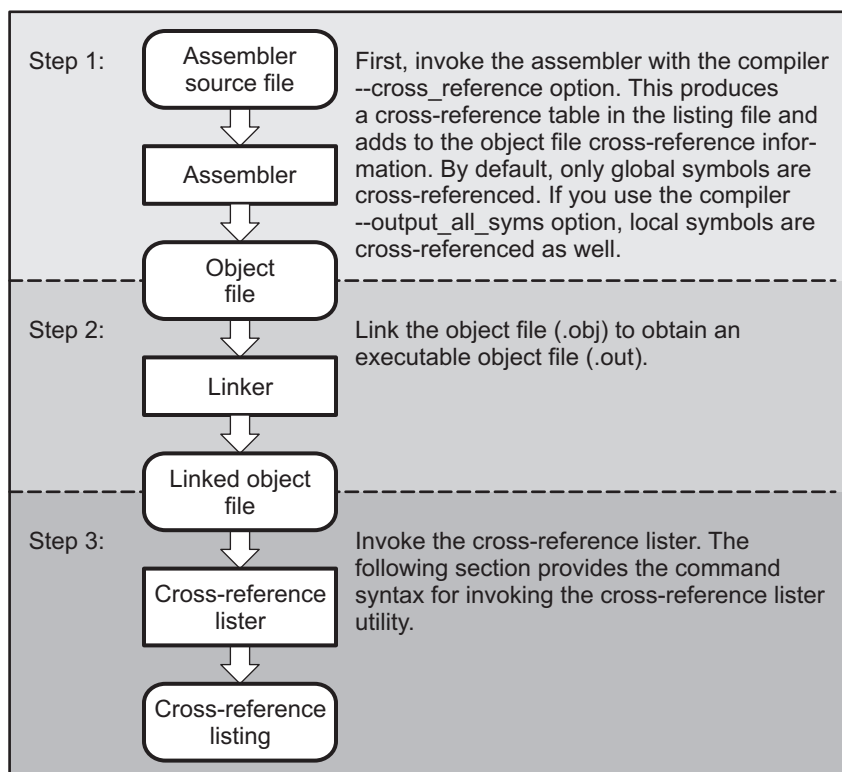 Step 1:
Assembler
source file
Assembler
Object
file
First, invoke the assembler with the compiler
--cross_reference option. This produces
a cross-reference table in the listing file and
adds to the object file cross-reference infor-
mation. By default, only global symbols are
cross-referenced. If you use the compiler
--output_all_syms option, local symbols are
cross-referenced as well.
Step 2:
Linker
Linked object
file
Link the object file (.obj) to obtain an
executable object file (.out).
Step 3:
Cross-reference
lister
Cross-reference
listing
Invoke the cross-reference lister. The
following section provides the command
syntax for invoking the cross-reference lister
utility.